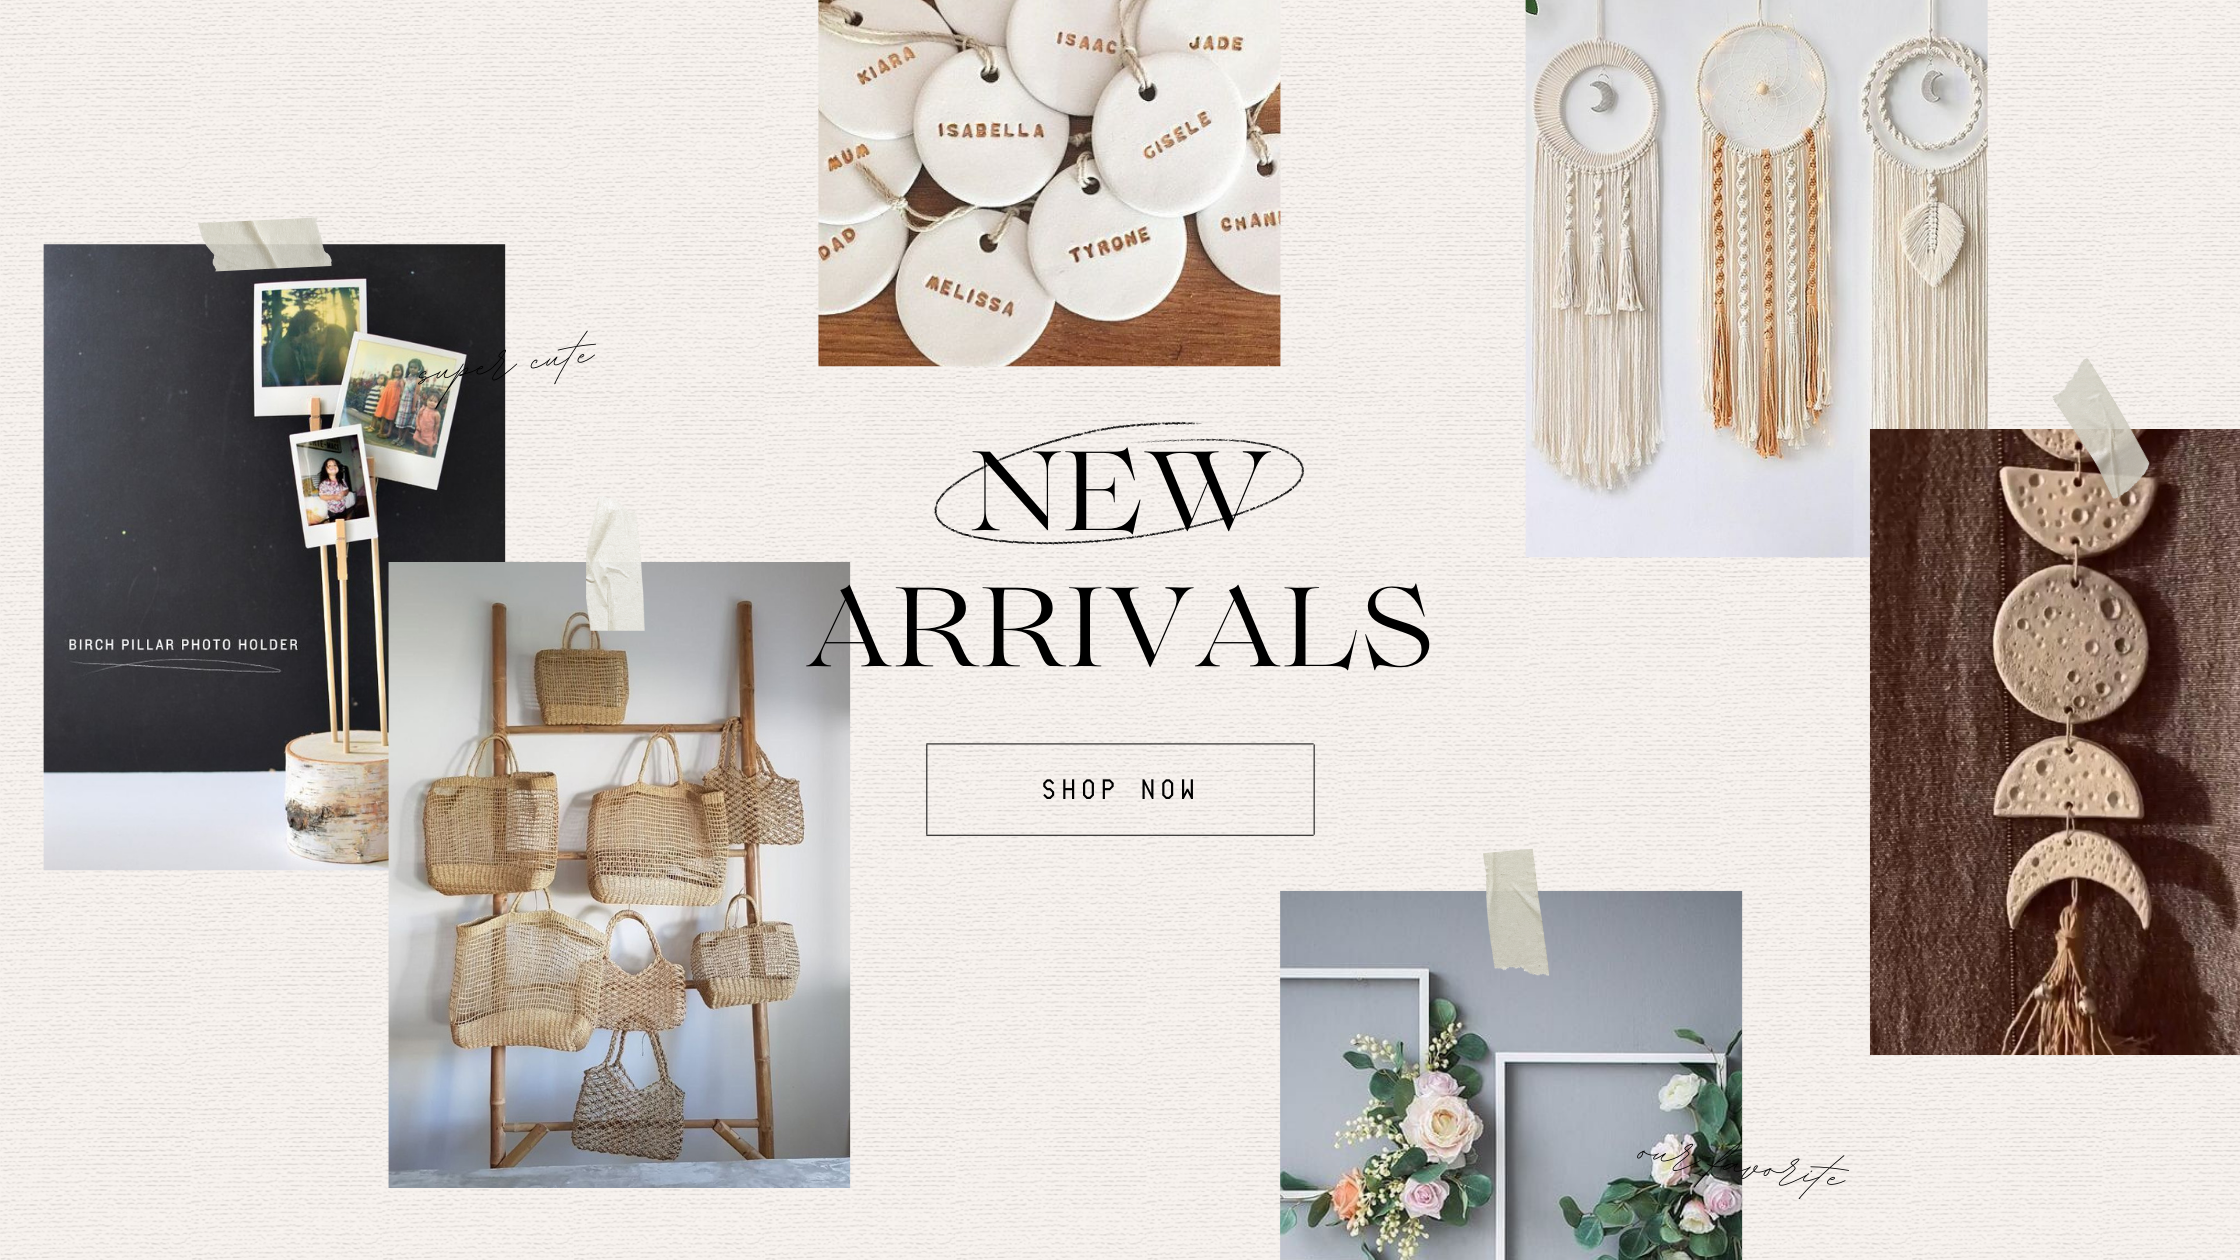 KIARA
ISAAC
JADE
ISABELLA
GISELE
MUM
DAD
TYRONE
MELISSA
super cute
NEW
ARRIVALS
BIRCH PILLAR PHOTO HOLDER
SHOP NOW
our favorite